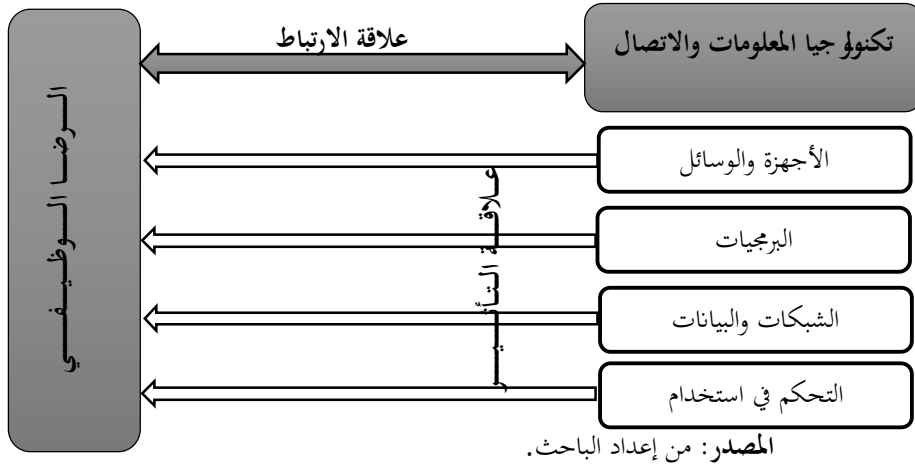 علاقة الارتباط
تكنولوجيا المعلومات والاتصال
الأجهزة والوسائل
البرمجيات
الشبكات والبيانات
التحكم في استخدام
علاقة التأثير
الرضا الوظيفي
المصدر: من إعداد الباحث.